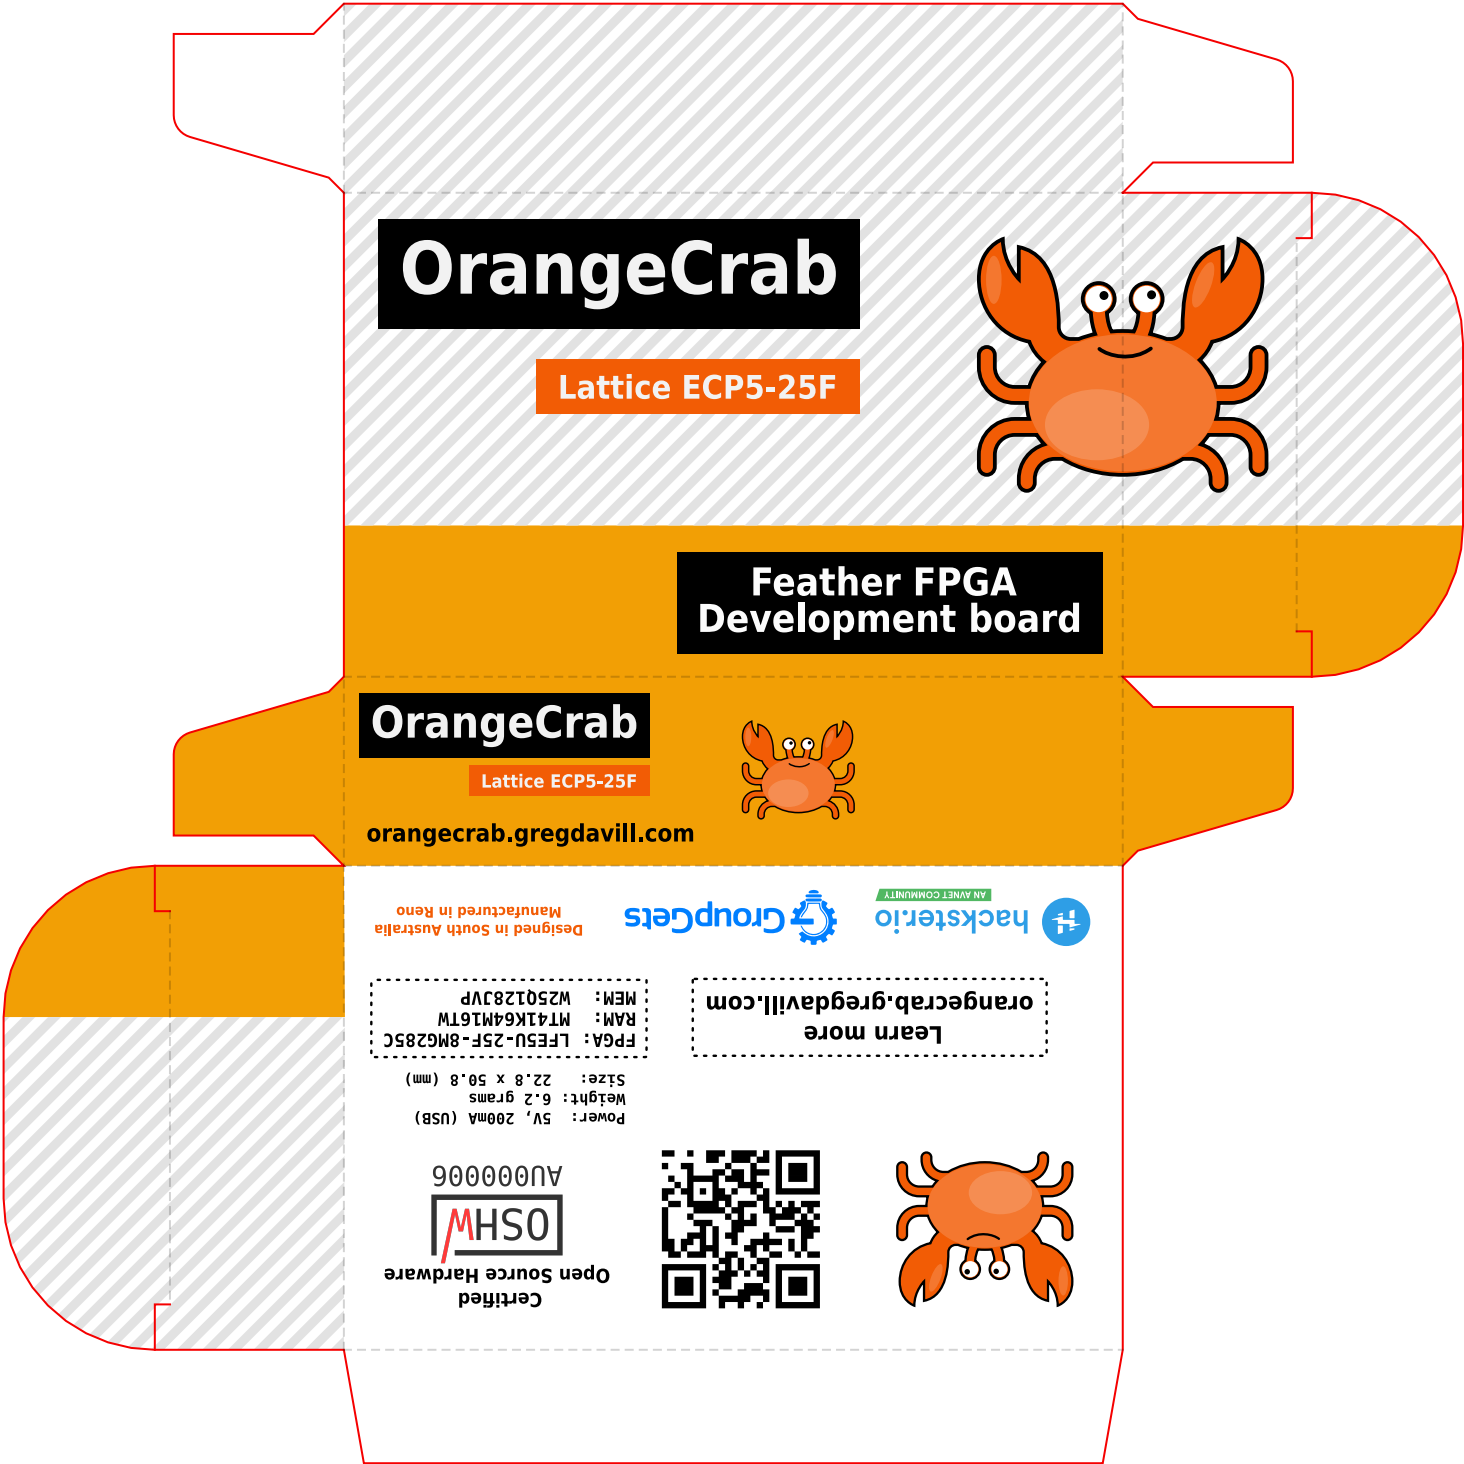 OrangeCrab
Lattice ECP5-25F
Feather FPGA
Development board
OrangeCrab
Lattice ECP5-25F
orangecrab.gregdavill.com
Certified
Open Source Hardware
OSHW
AU000006
Power: 5V, 200mA (USB)
Weight: 6.2 grams
Size: 22.8 x 50.8 (mm)
Learn more
orangecrab.gregdavill.com
FPGA: LFE5U-25F-8MG285C
RAM: MT41K64M16TW
MEM: W25Q128JVP
hackster.io
AN AVNET COMMUNITY
GroupGets
Designed in South Australia
Manufactured in Reno